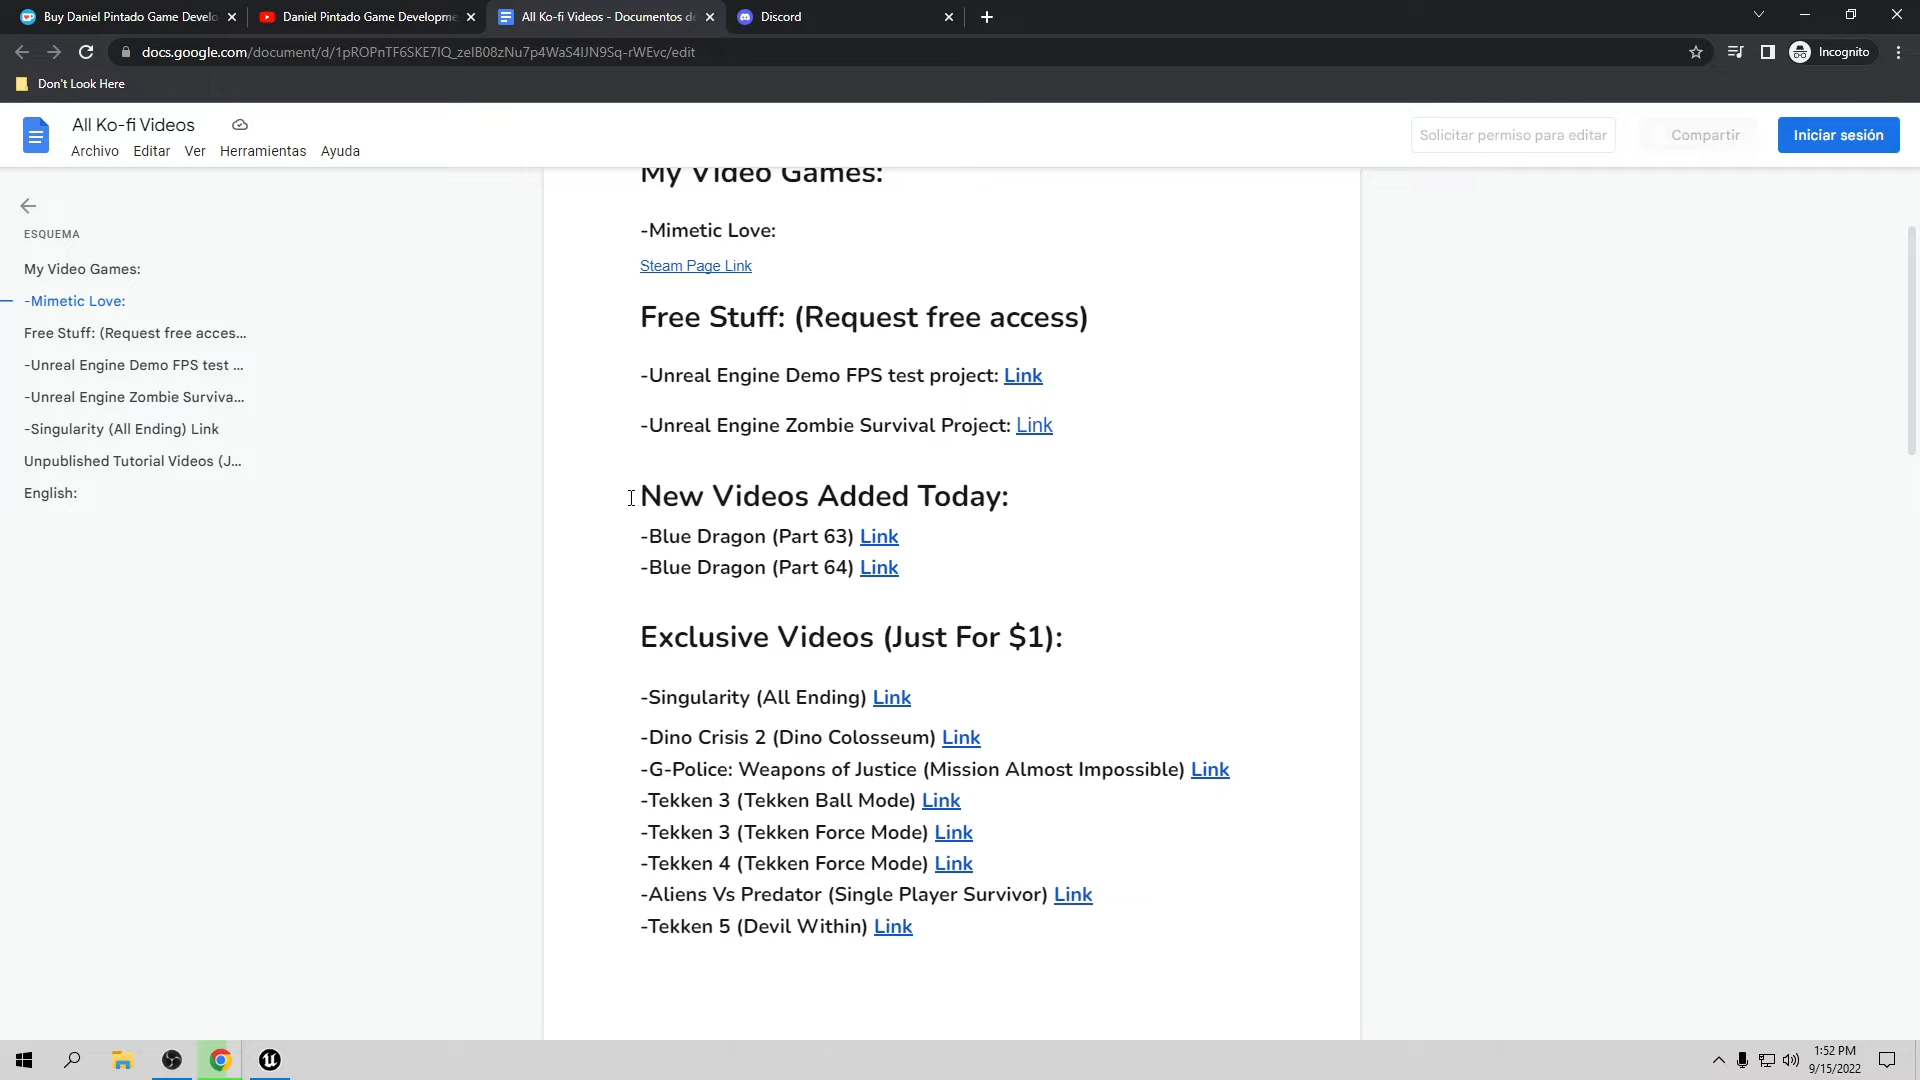 Buy Daniel Pintado Game Develo
Daniel Pintado Game Developme
All Ko-fi Videos - Documentos de
Discord
docs.google.com/document/d/1pROPnTF6SKE7IQ_zeIB08zNu7p4WaS4IJN9Sq-rWEvc/edit
Incognito
Don't Look Here
All Ko-fi Videos
Archivo Editar Ver Herramientas Ayuda
Solicitar permiso para editar
Compartir
Iniciar sesión
ESQUEMA
My Video Games:
-Mimetic Love:
Free Stuff: (Request free acces...
-Unreal Engine Demo FPS test ...
-Unreal Engine Zombie Surviva...
-Singularity (All Ending) Link
Unpublished Tutorial Videos (J...
English:
My Video Games:
-Mimetic Love:
Steam Page Link
Free Stuff: (Request free access)
-Unreal Engine Demo FPS test project: Link
-Unreal Engine Zombie Survival Project: Link
New Videos Added Today:
-Blue Dragon (Part 63) Link
-Blue Dragon (Part 64) Link
Exclusive Videos (Just For $1):
-Singularity (All Ending) Link
-Dino Crisis 2 (Dino Colosseum) Link
-G-Police: Weapons of Justice (Mission Almost Impossible) Link
-Tekken 3 (Tekken Ball Mode) Link
-Tekken 3 (Tekken Force Mode) Link
-Tekken 4 (Tekken Force Mode) Link
-Aliens Vs Predator (Single Player Survivor) Link
-Tekken 5 (Devil Within) Link
1:52 PM
9/15/2022